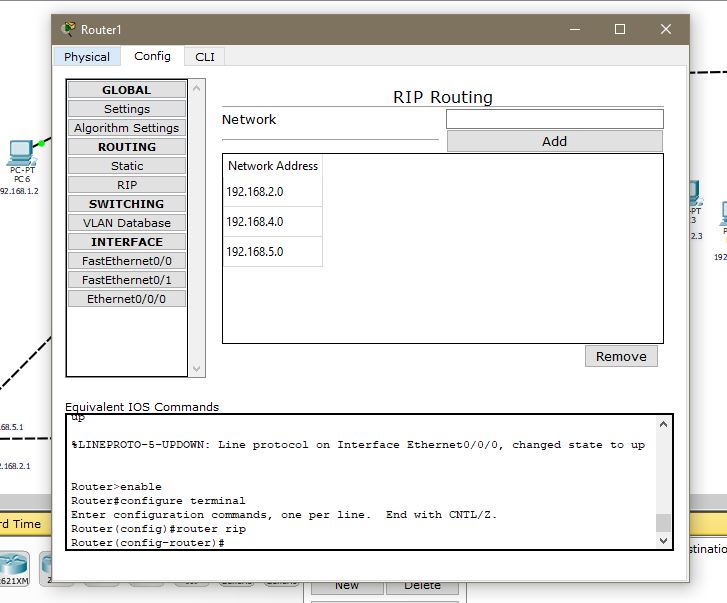 Router1
Physical
Config
CLI
GLOBAL
Settings
Algorithm Settings
ROUTING
Static
RIP
SWITCHING
VLAN Database
INTERFACE
FastEthernet0/0
FastEthernet0/1
Ethernet0/0/0
RIP Routing
Network
Add
Network Address
192.168.2.0
192.168.4.0
192.168.5.0
Remove
Equivalent IOS Commands
up
%LINEPROTO-5-UPDOWN: Line protocol on Interface Ethernet0/0/0, changed state to up
Router>enable
Router#configure terminal
Enter configuration commands, one per line.  End with CNTL/Z.
Router(config)#router rip
Router(config-router)#
PC-PT
PC6
92.168.1.2
-PT
3
2.3
192
68.5.1
.168.2.1
rd Time
2621XM
New
Delete
stination